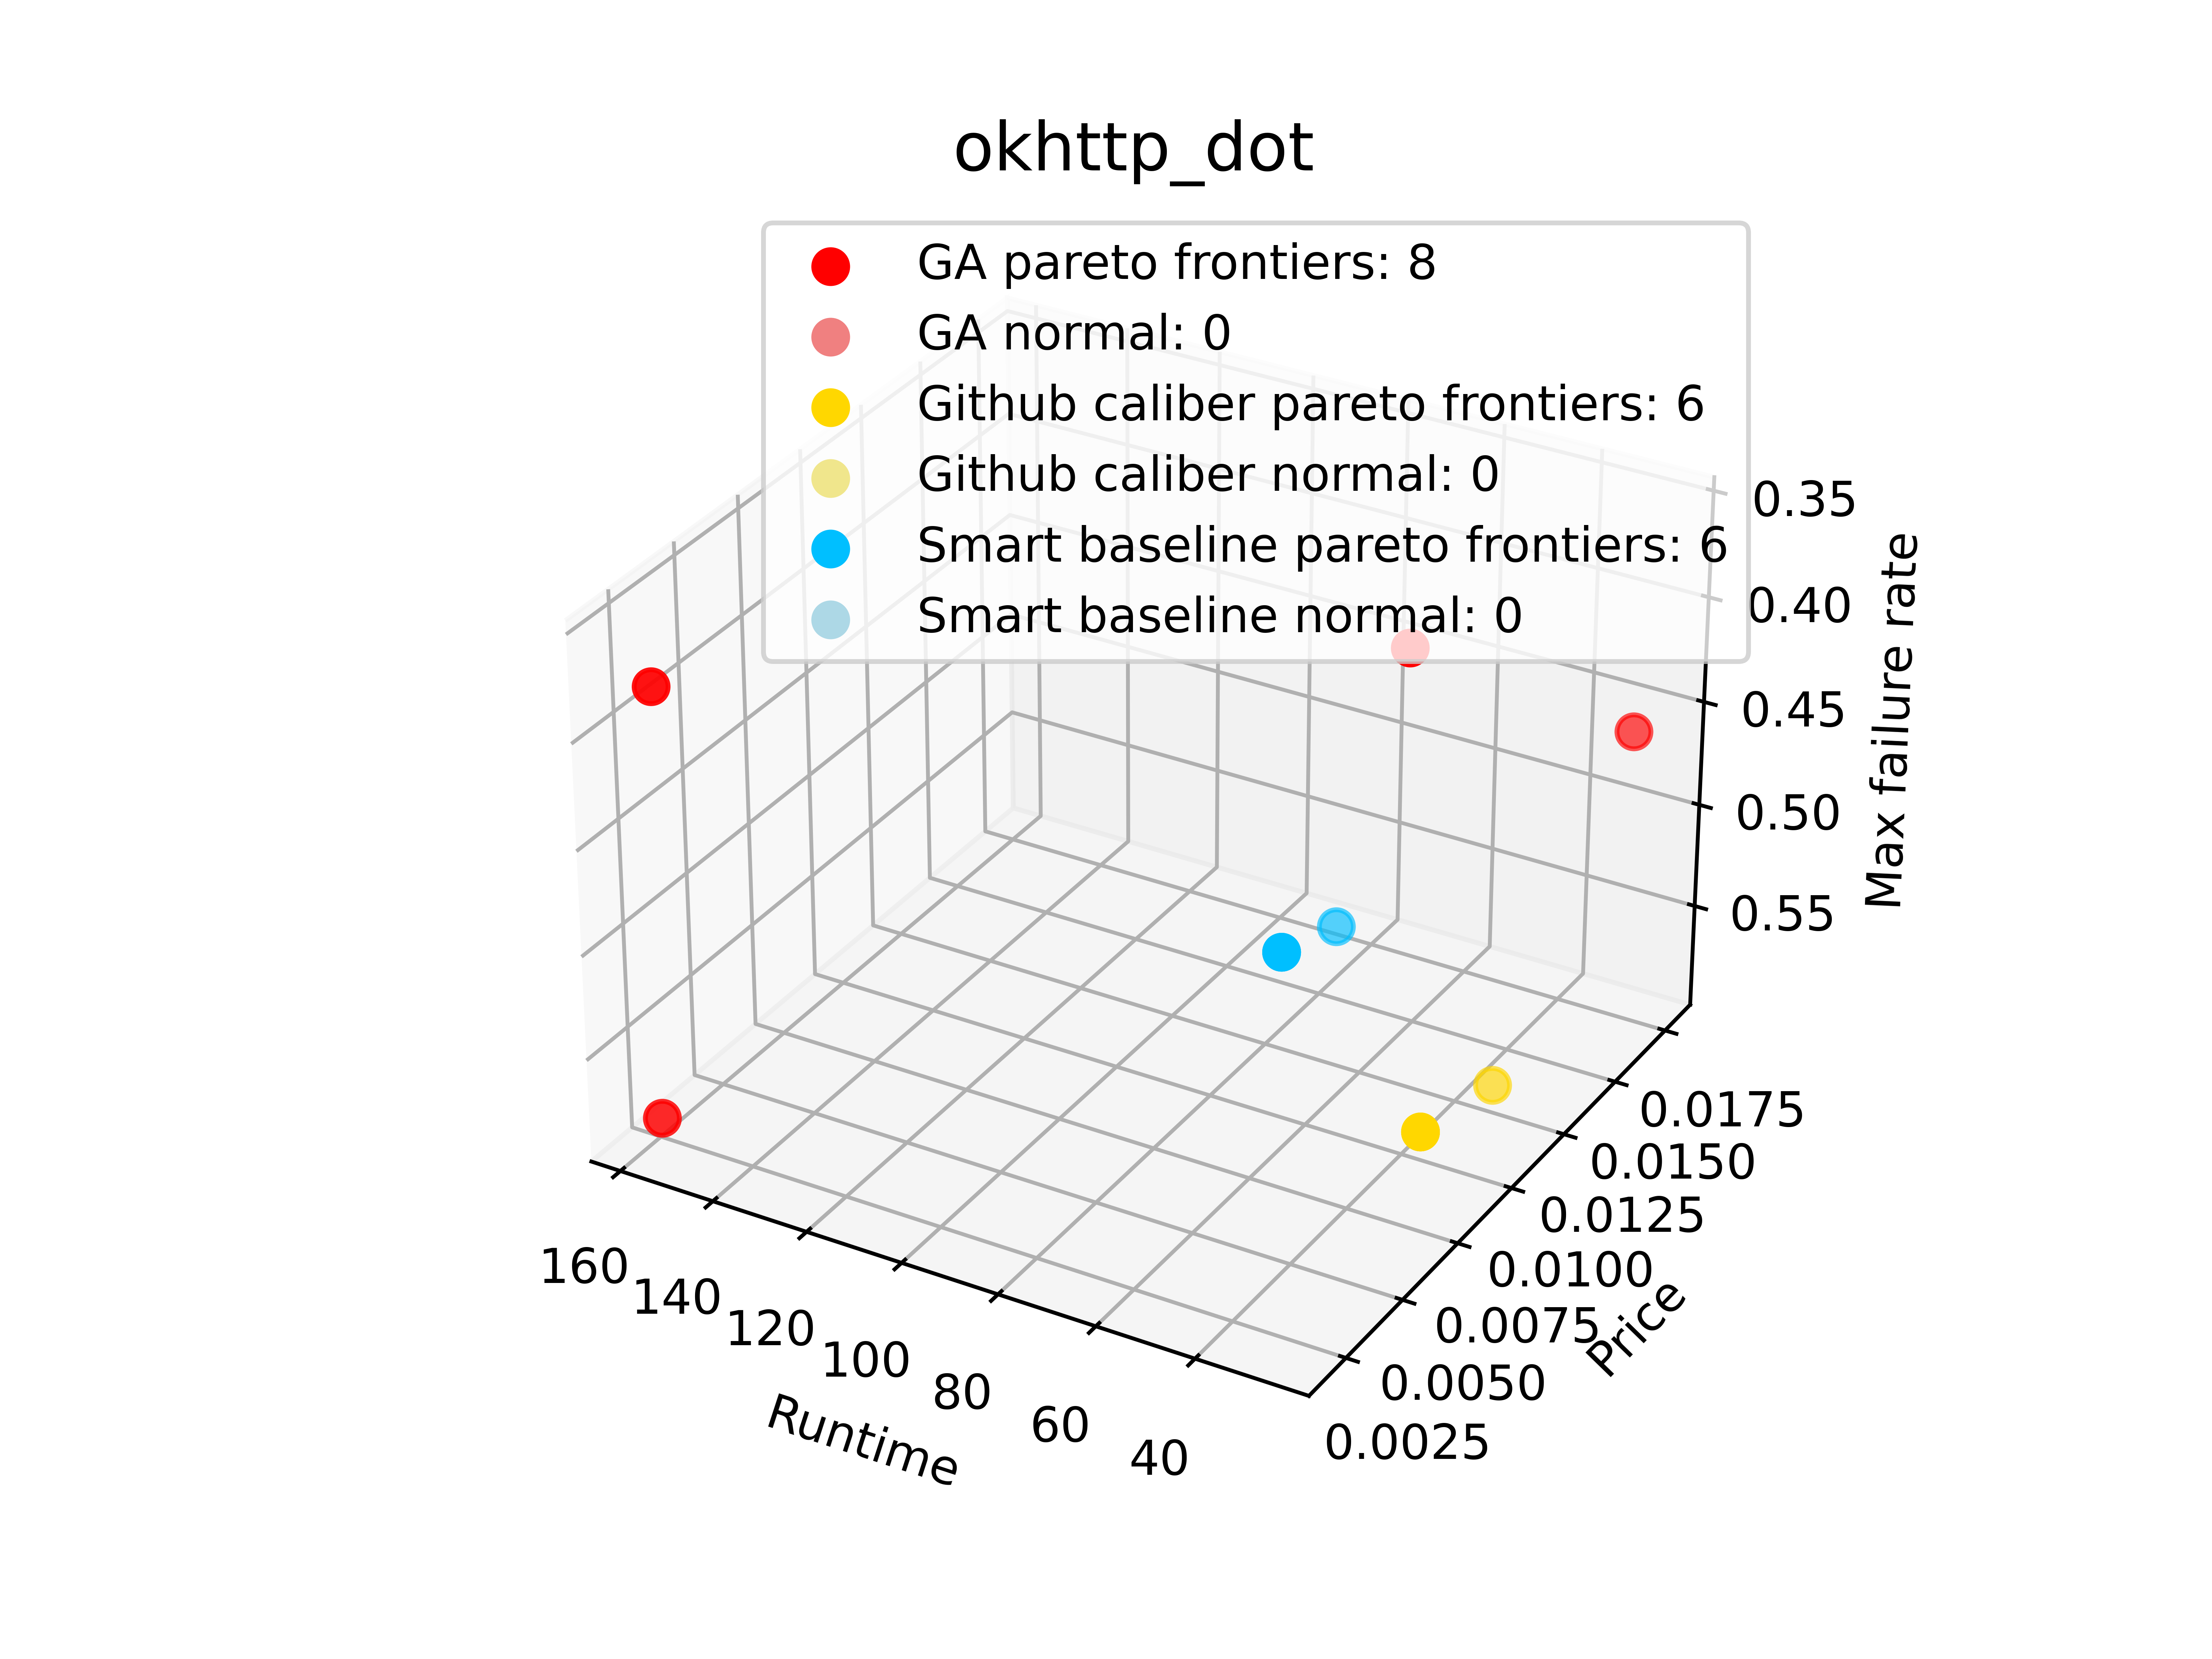 okhttp_dot
GA pareto frontiers: 8
GA normal: 0
Github caliber pareto frontiers: 6
Github caliber normal: 0
Smart baseline pareto frontiers: 6
Smart baseline normal: 0
0.35
0.40
0.45
0.50
0.55
Max failure rate
0.0175
0.0150
0.0125
0.0100
0.0075
0.0050
0.0025
Price
160
140
120
100
80
60
40
Runtime